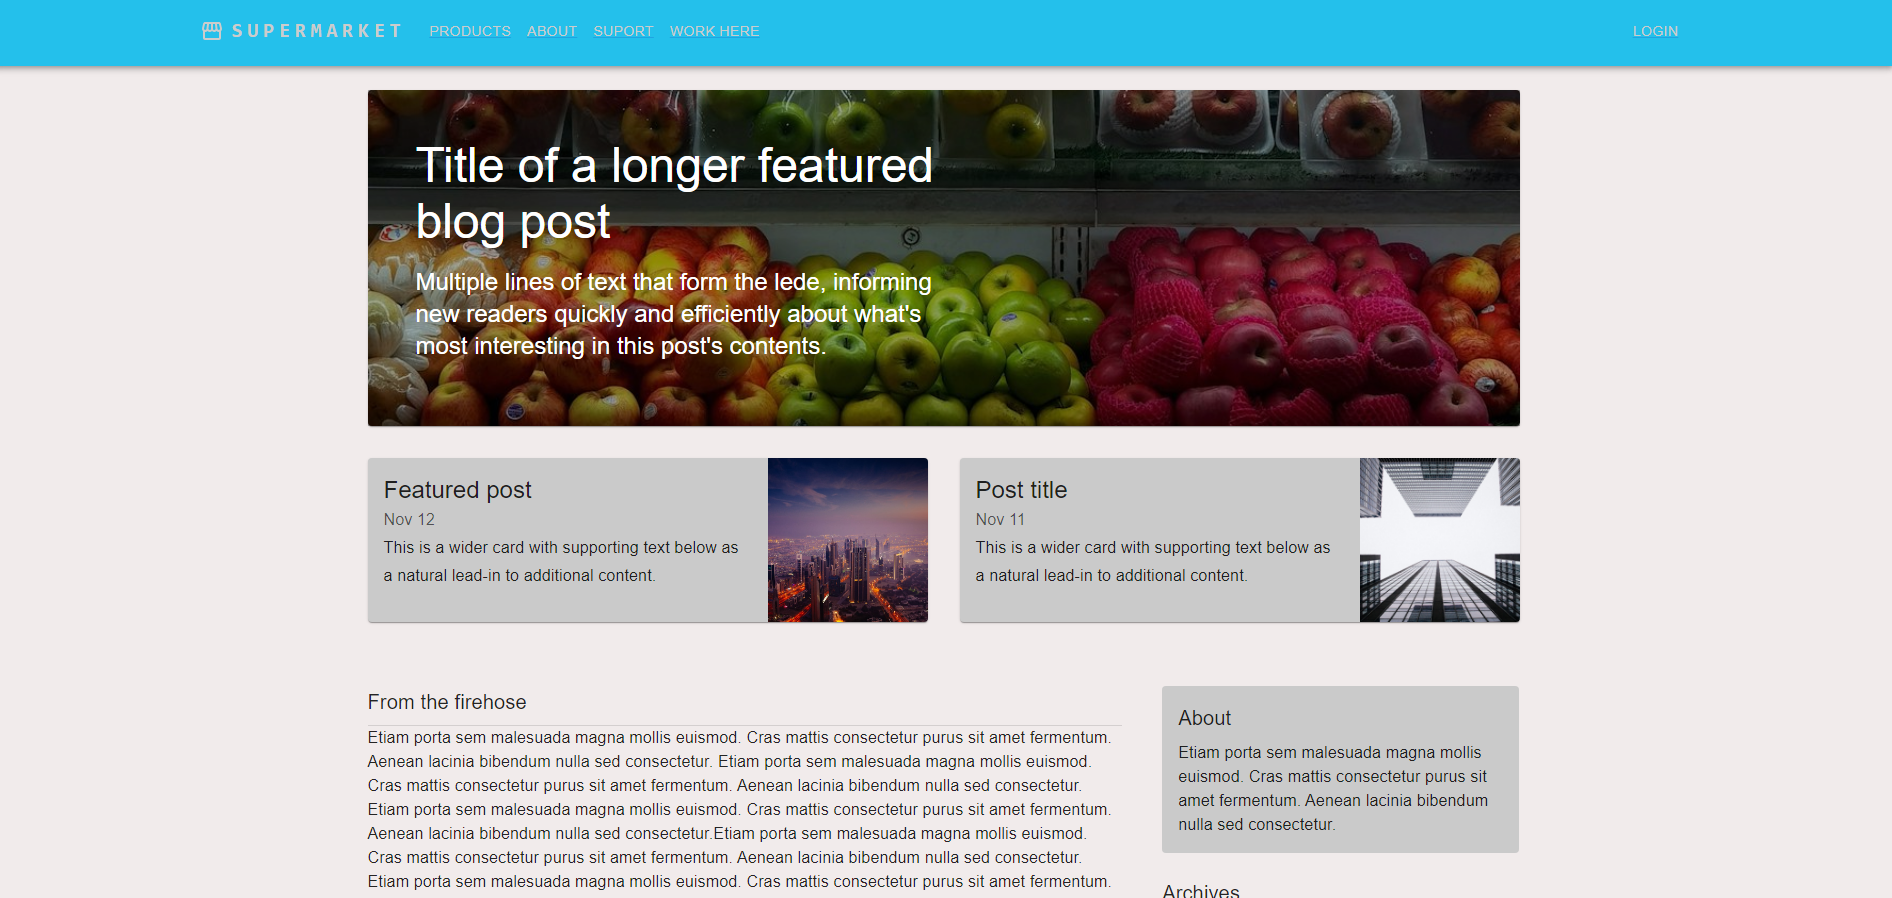 SUPERMARKET PRODUCTS ABOUT SUPORT WORK HERE LOGIN
Title of a longer featured
blog post
Multiple lines of text that form the lede, informing
new readers quickly and efficiently about what's
most interesting in this post's contents.
Featured post
Nov 12
This is a wider card with supporting text below as
a natural lead-in to additional content.
Post title
Nov 11
This is a wider card with supporting text below as
a natural lead-in to additional content.
From the firehose
Etiam porta sem malesuada magna mollis euismod. Cras mattis consectetur purus sit amet fermentum.
Aenean lacinia bibendum nulla sed consectetur. Etiam porta sem malesuada magna mollis euismod.
Cras mattis consectetur purus sit amet fermentum. Aenean lacinia bibendum nulla sed consectetur.
Etiam porta sem malesuada magna mollis euismod. Cras mattis consectetur purus sit amet fermentum.
Aenean lacinia bibendum nulla sed consectetur.Etiam porta sem malesuada magna mollis euismod.
Cras mattis consectetur purus sit amet fermentum. Aenean lacinia bibendum nulla sed consectetur.
Etiam porta sem malesuada magna mollis euismod. Cras mattis consectetur purus sit amet fermentum.
About
Etiam porta sem malesuada magna mollis
euismod. Cras mattis consectetur purus sit
amet fermentum. Aenean lacinia bibendum
nulla sed consectetur.
Archives